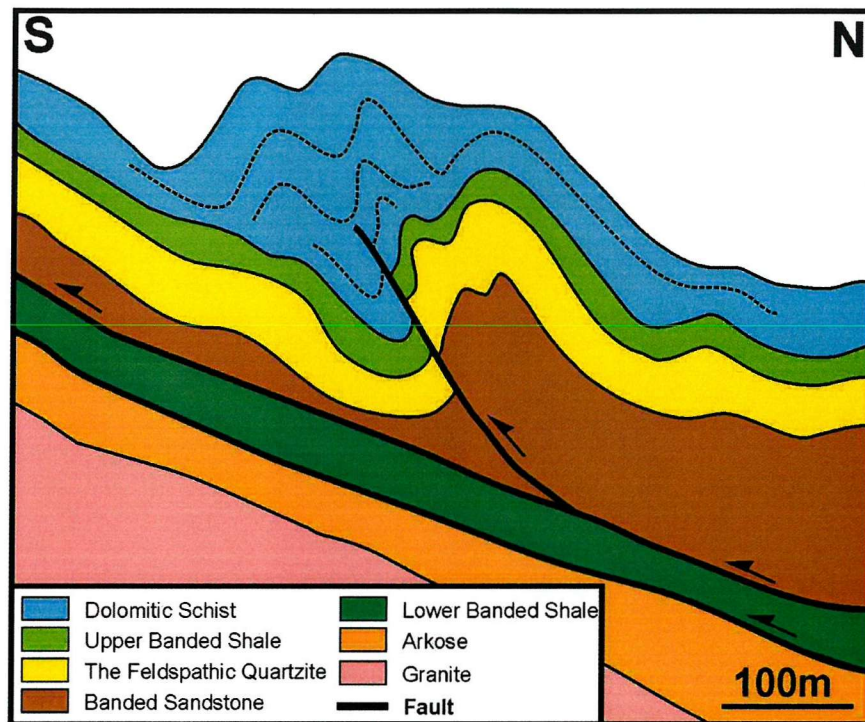 S N
Dolomitic Schist
Upper Banded Shale
The Feldspathic Quartzite
Banded Sandstone
Lower Banded Shale
Arkose
Granite
Fault
100m